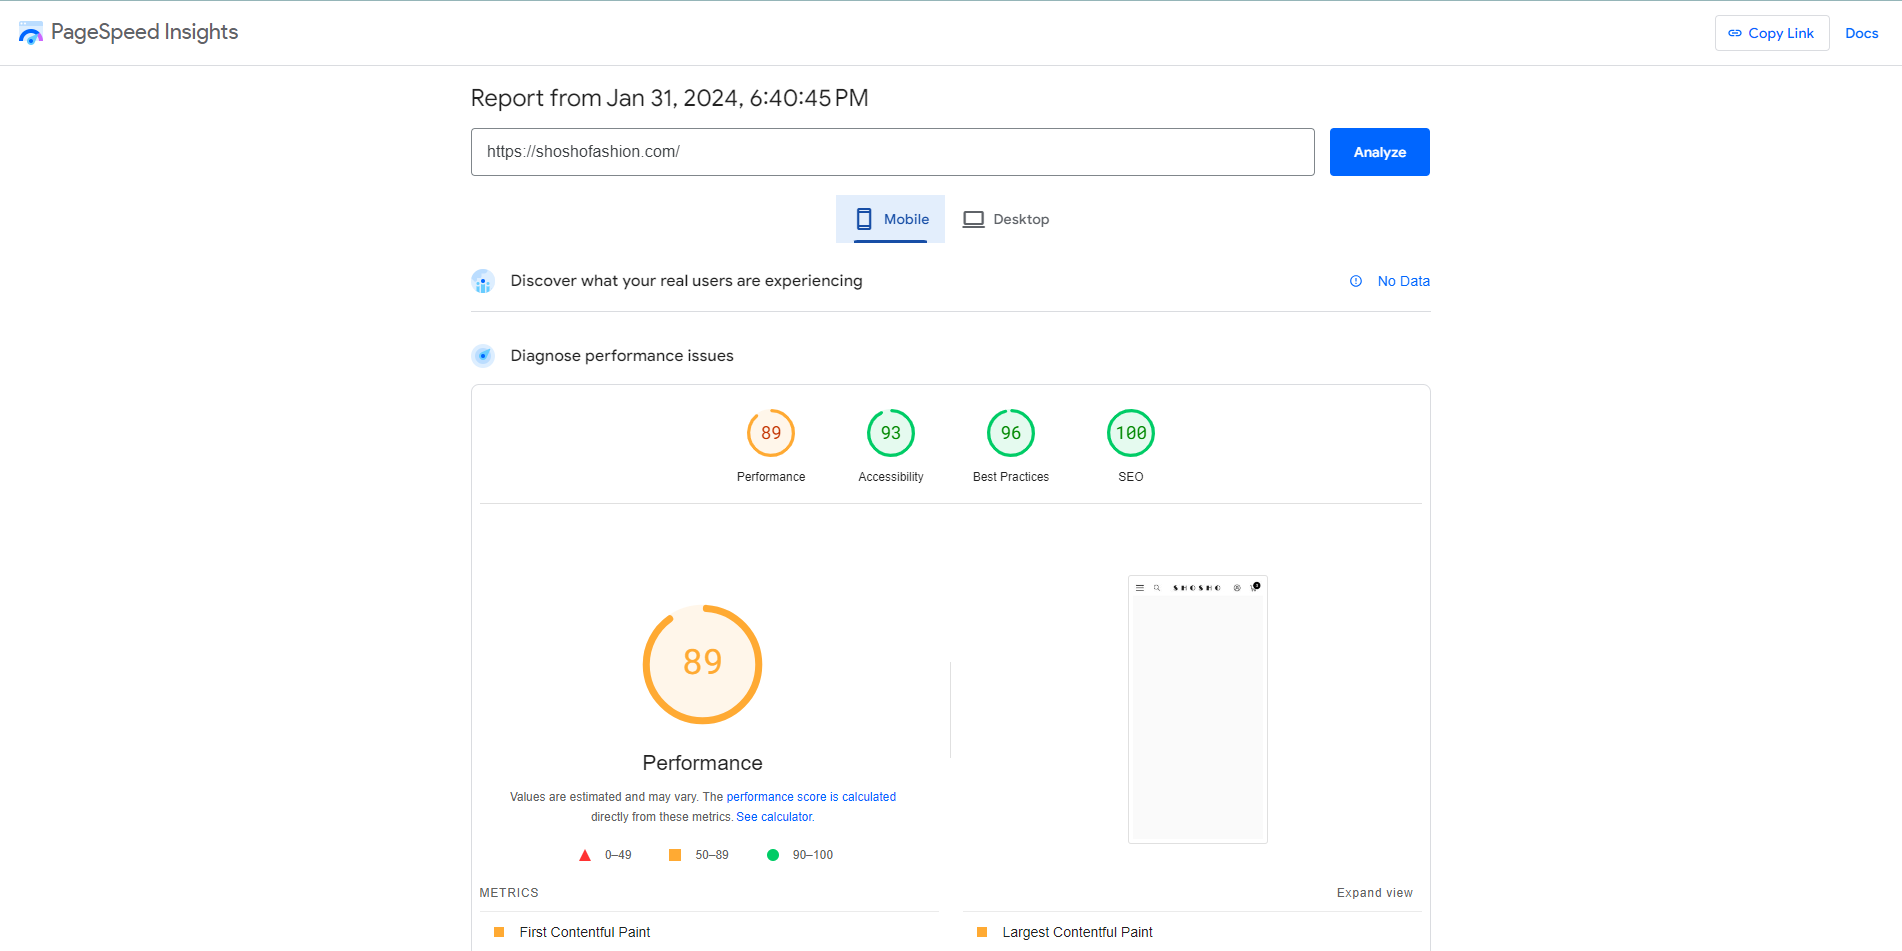 PageSpeed Insights
Copy Link
Docs
Report from Jan 31, 2024, 6:40:45 PM
https://shoshofashion.com/
Analyze
Mobile
Desktop
Discover what your real users are experiencing
No Data
Diagnose performance issues
89
93
96
100
Performance
Accessibility
Best Practices
SEO
SHOSHO
89
Performance
Values are estimated and may vary. The performance score is calculated
directly from these metrics. See calculator.
0–49
50–89
90–100
METRICS
Expand view
First Contentful Paint
Largest Contentful Paint